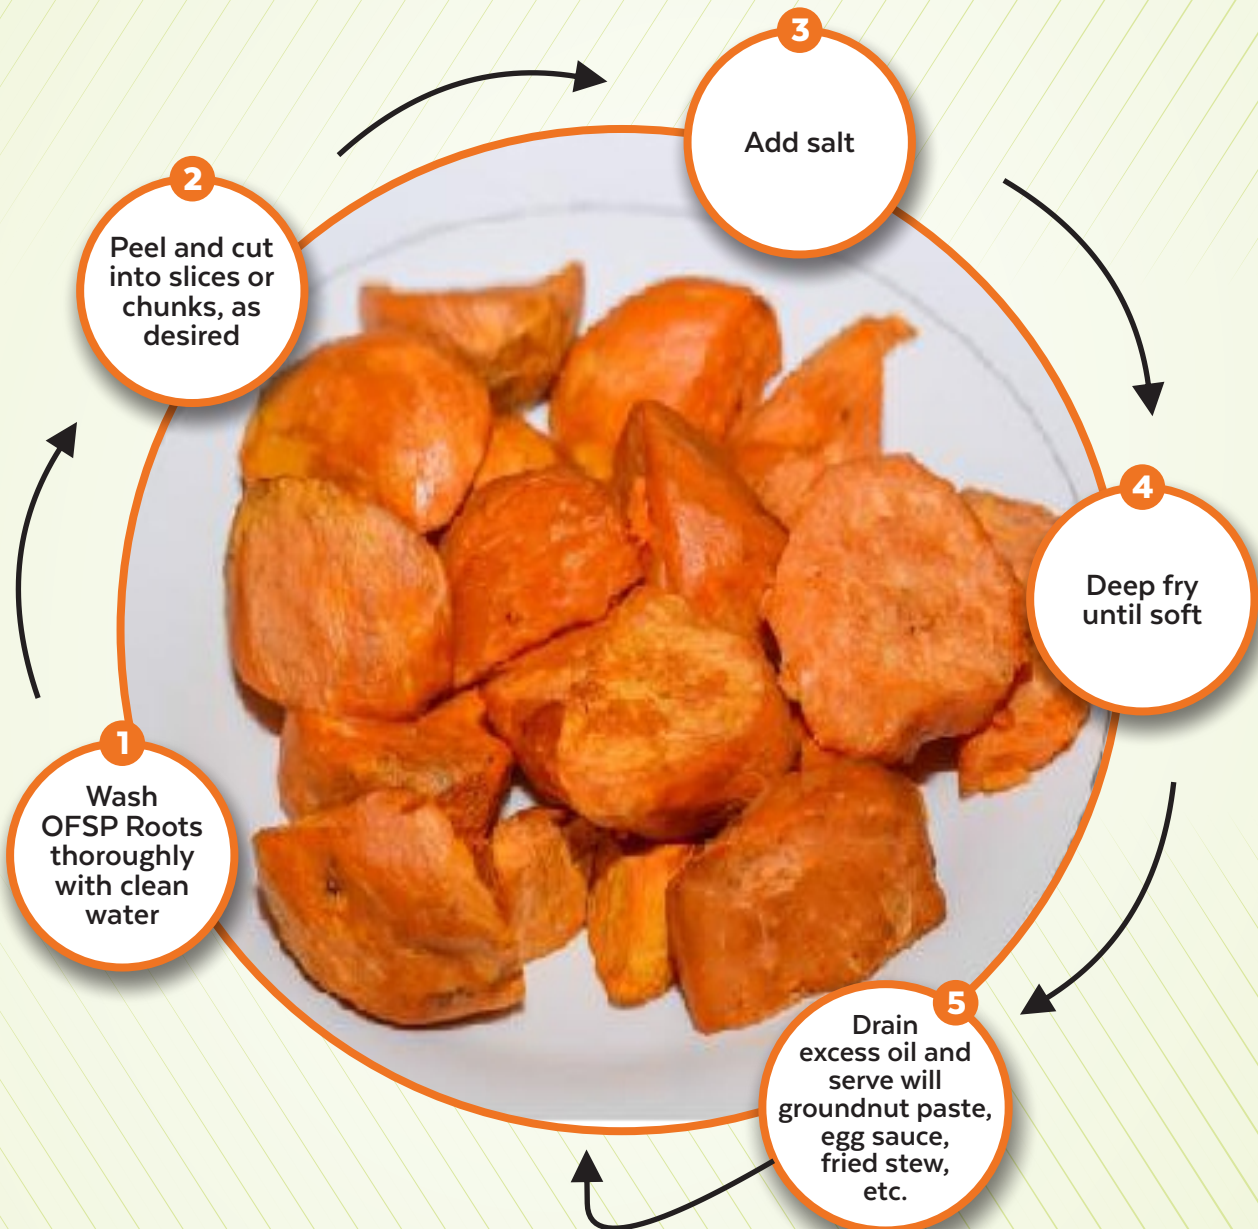 1
Wash
OFSP Roots
thoroughly
with clean
water
2
Peel and cut
into slices or
chunks, as
desired
3
Add salt
4
Deep fry
until soft
5
Drain
excess oil and
serve will
groundnut paste,
egg sauce,
fried stew,
etc.